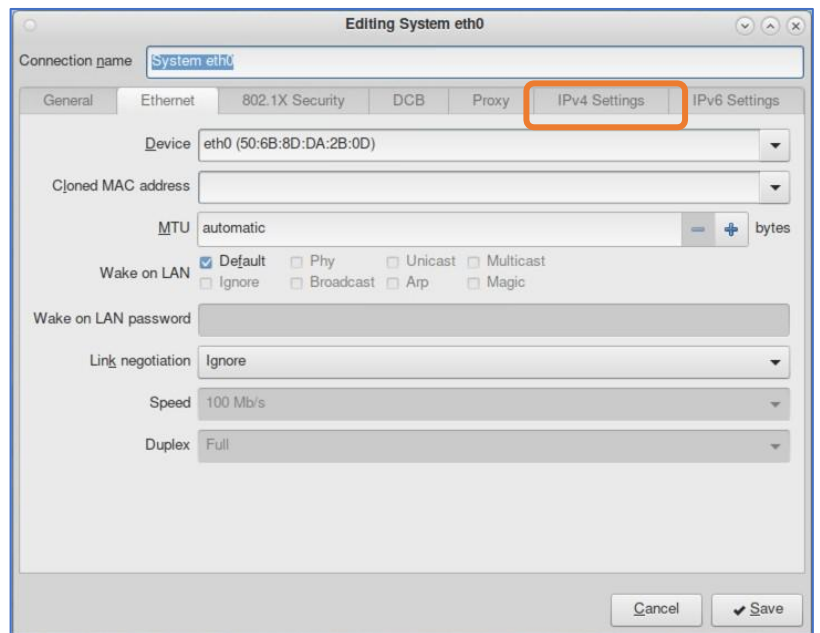 Editing System eth0
Connection name System eth0
General Ethernet 802.1X Security DCB Proxy IPv4 Settings IPv6 Settings
Device eth0 (50:6B:8D:DA:2B:0D)
Cloned MAC address
MTU automatic bytes
Wake on LAN Default Phy Unicast Multicast
Ignore Broadcast Arp Magic
Wake on LAN password
Link negotiation Ignore
Speed 100 Mb/s
Duplex Full
Cancel Save